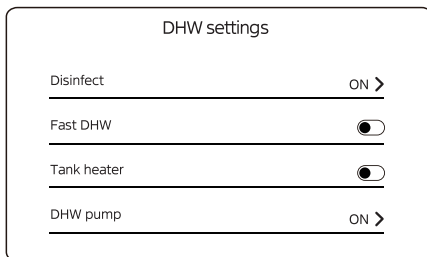 DHW settings
Disinfect
ON
Fast DHW
Tank heater
DHW pump
ON